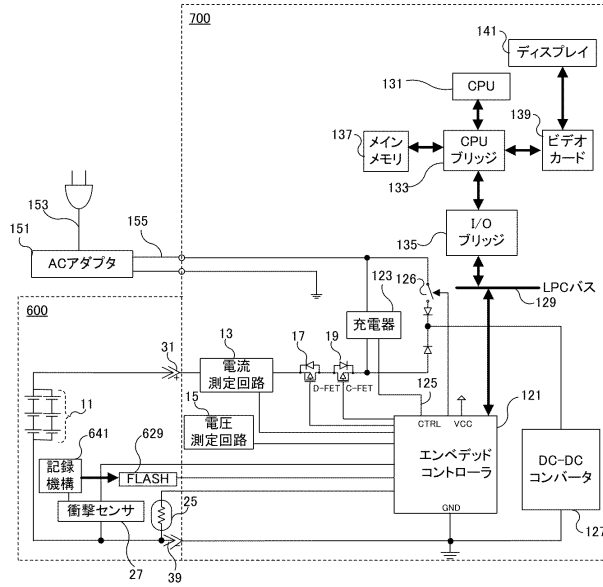 700
141
ディスプレイ
131
CPU
137
メイン
メモリ
CPU
ブリッジ
133
139
ビデオ
カード
153
151
ACアダプタ
155
I/O
ブリッジ
135
126
LPCバス
129
123
充電器
600
31
13
電流
測定回路
17
19
D-FET
C-FET
125
121
11
15
電圧
測定回路
CTRL
VCC
エンベデッド
コントローラ
GND
641
記録
機構
629
FLASH
25
衝撃センサ
27
39
DC-DC
コンバータ
127